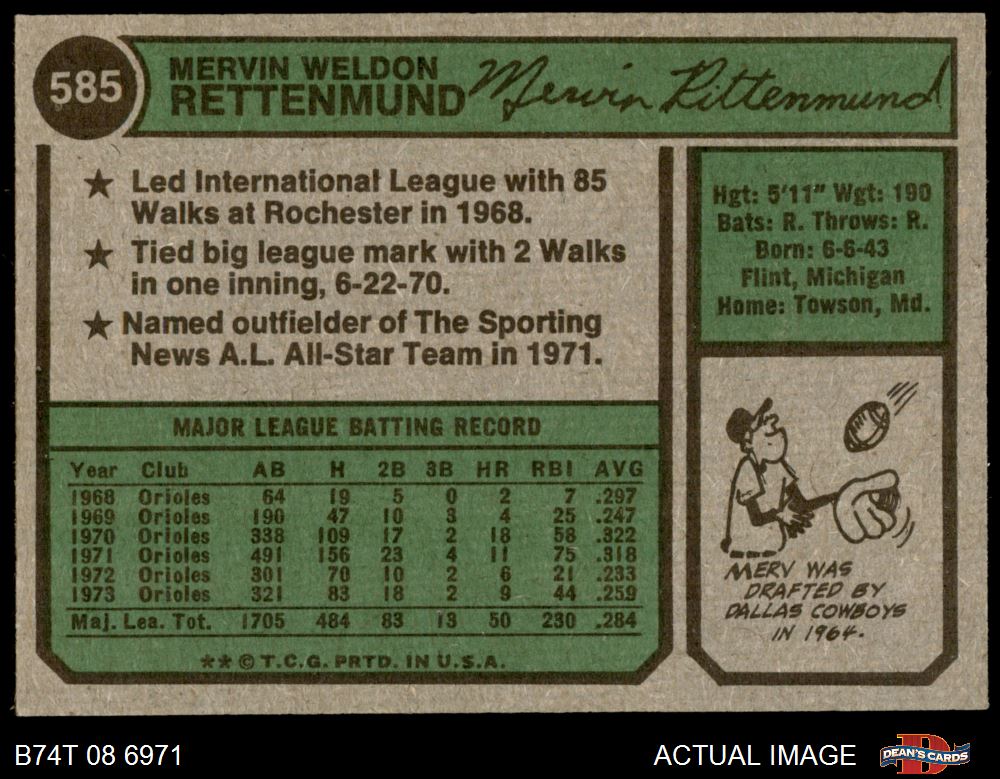 585
MERVIN WELDON
RETTENMUND
Mervin Rettenmund
★ Led International League with 85
Walks at Rochester in 1968.
★ Tied big league mark with 2 Walks
in one inning, 6-22-70.
★ Named outfielder of The Sporting
News A.L. All-Star Team in 1971.
Hgt: 5'11" Wgt: 190
Bats: R. Throws: R.
Born: 6-6-43
Flint, Michigan
Home: Towson, Md.
MAJOR LEAGUE BATTING RECORD
Year Club AB H 2B 3B HR RBI AVG
1968 Orioles 64 19 5 0 2 7 .297
1969 Orioles 190 47 10 3 4 25 .247
1970 Orioles 338 109 17 2 18 58 .322
1971 Orioles 491 156 23 4 11 75 .318
1972 Orioles 301 70 10 2 6 21 .233
1973 Orioles 321 83 18 2 9 44 .259
Maj. Lea. Tot. 1705 484 83 13 50 230 .284
** © T.C.G. PRTD. IN U.S.A.
MERV WAS
DRAFTED BY
DALLAS COWBOYS
IN 1964.
B74T 08 6971
ACTUAL IMAGE
DEAN'S CARDS